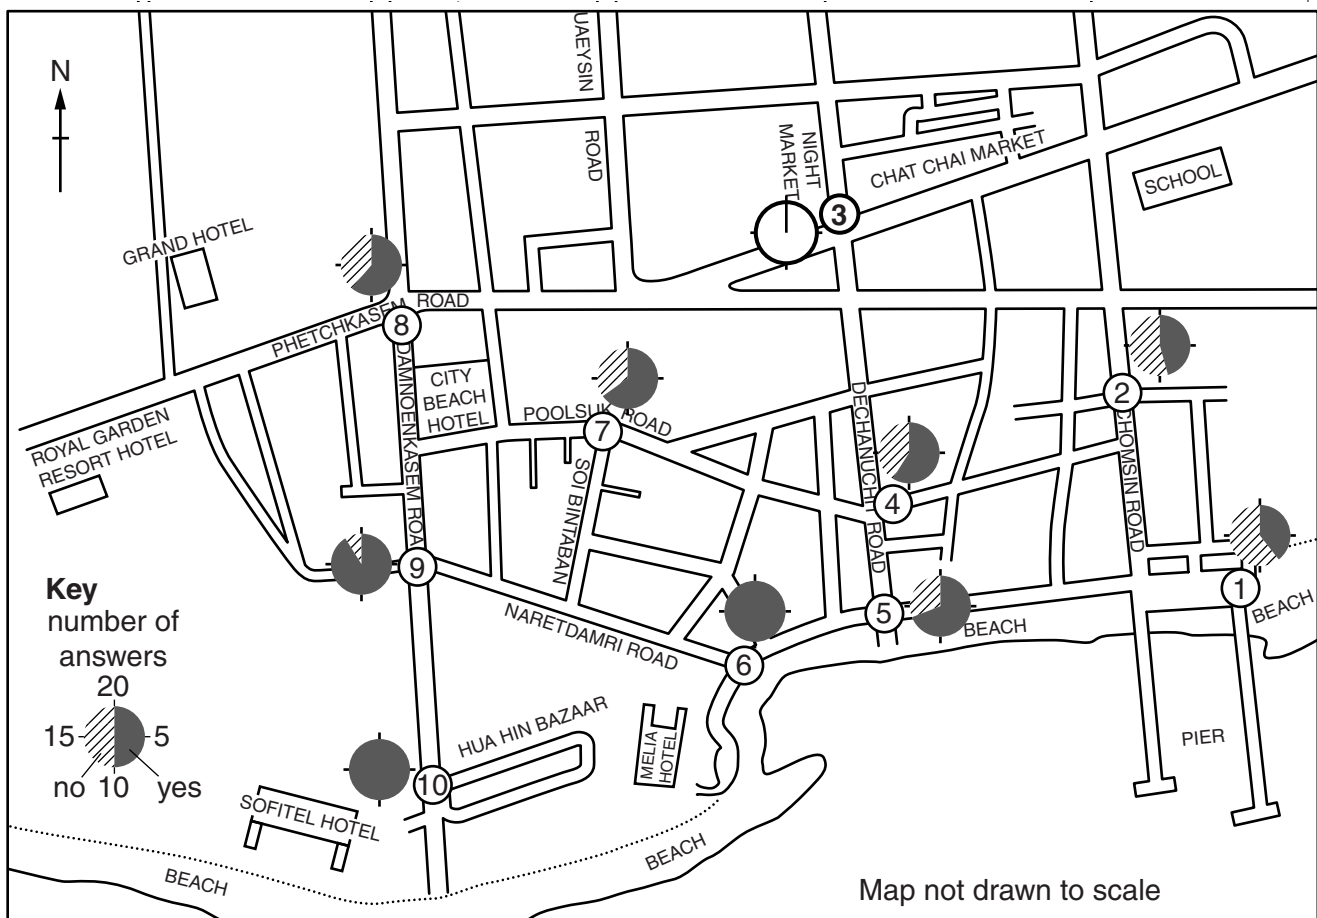 N
UAEYSIN
ROAD
NIGHT
MARKET
3
CHAT CHAI MARKET
SCHOOL
GRAND HOTEL
PHETCHKASEM ROAD
8
DAMNOENKASEM ROAD
CITY
BEACH
HOTEL
POOLSUK ROAD
7
SOI BINTABAN
DECHANUCHIT ROAD
4
2
CHOMSIN ROAD
ROYAL GARDEN
RESORT HOTEL
9
NARETDAMRI ROAD
6
5
BEACH
1
BEACH
Key
number of
answers
20
15
5
no
10
yes
HUA HIN BAZAAR
MELIA
HOTEL
PIER
10
SOFITEL HOTEL
BEACH
BEACH
Map not drawn to scale